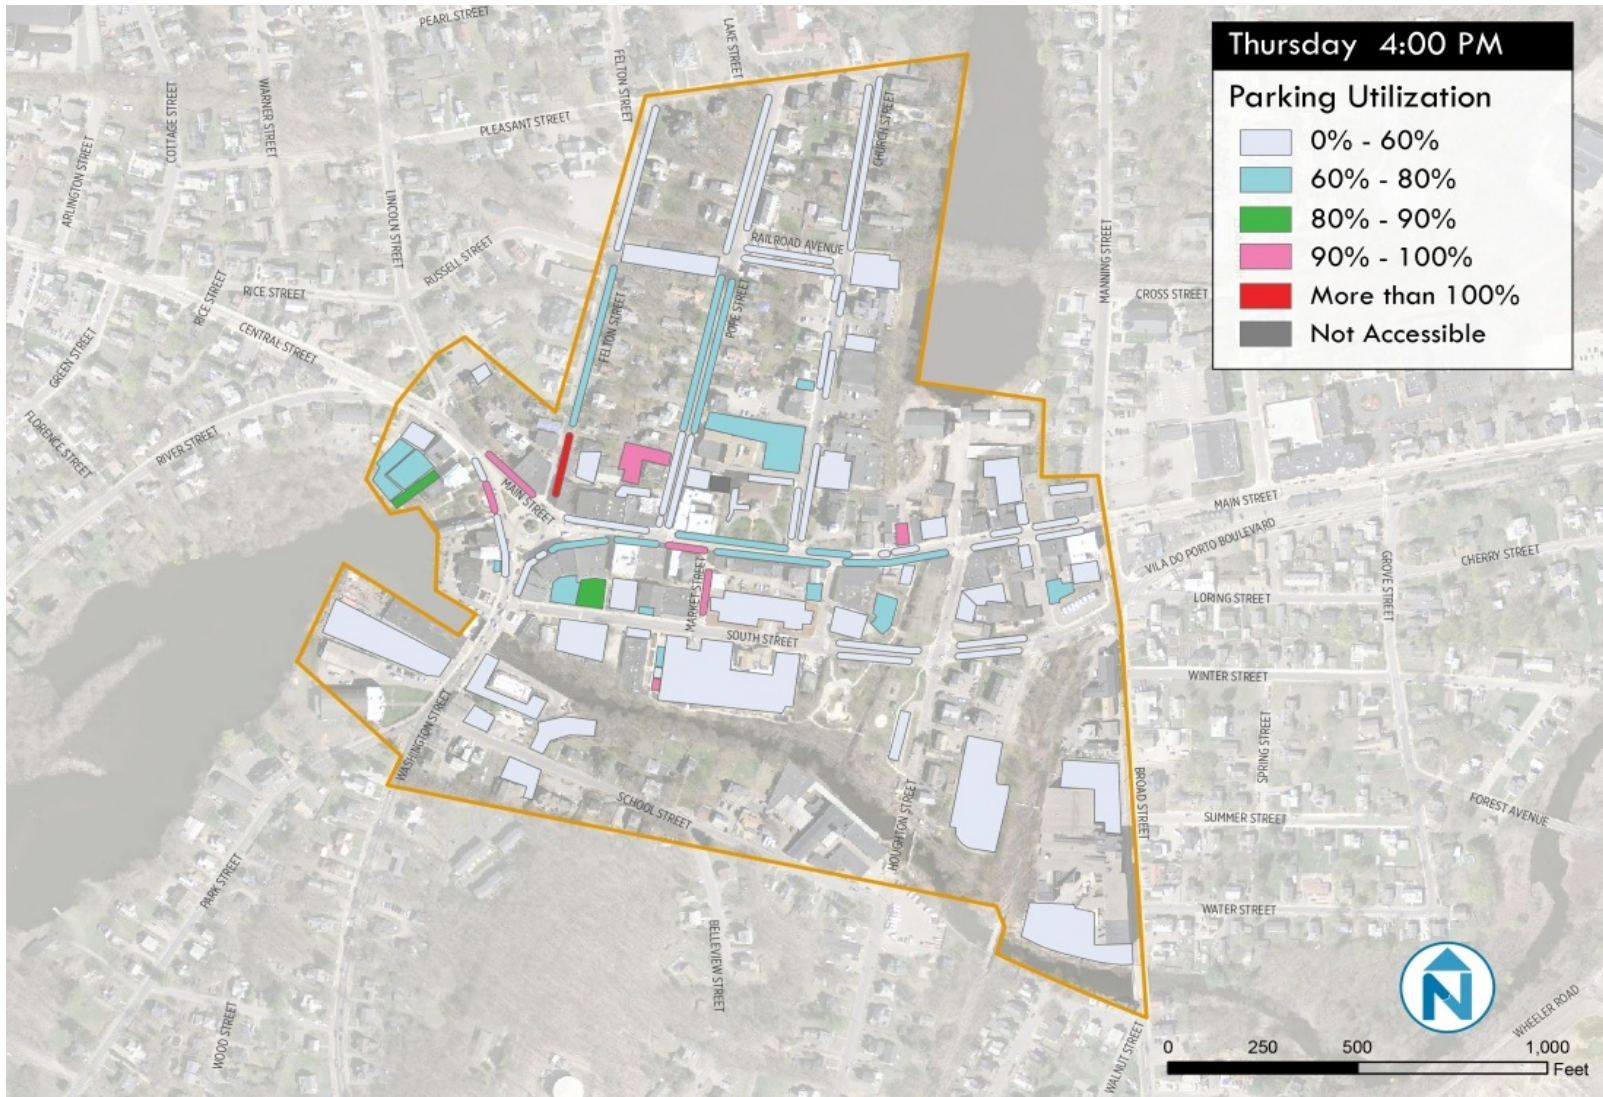 Thursday 4:00 PM
Parking Utilization
0% - 60%
60% - 80%
80% - 90%
90% - 100%
More than 100%
Not Accessible
PEARL STREET
LAKE STREET
FELTON STREET
COTTAGE STREET
WARNER STREET
PLEASANT STREET
CHURCH STREET
ARLINGTON STREET
LINCOLN STREET
RUSSELL STREET
RAILROAD AVENUE
MANNING STREET
CROSS STREET
RICE STREET
RICE STREET
FELTON STREET
POPE STREET
GREEN STREET
CENTRAL STREET
FLORENCE STREET
RIVER STREET
MAIN STREET
MAIN STREET
VILA DO PORTO BOULEVARD
CHERRY STREET
GROVE STREET
MARKET STREET
LORING STREET
SOUTH STREET
WINTER STREET
WASHINGTON STREET
SPRING STREET
BROAD STREET
SCHOOL STREET
HOUGHTON STREET
SUMMER STREET
FOREST AVENUE
PARK STREET
WATER STREET
BELLEVIEW STREET
WOOD STREET
WALNUT STREET
WHEELER ROAD
N
0 250 500 1,000
Feet